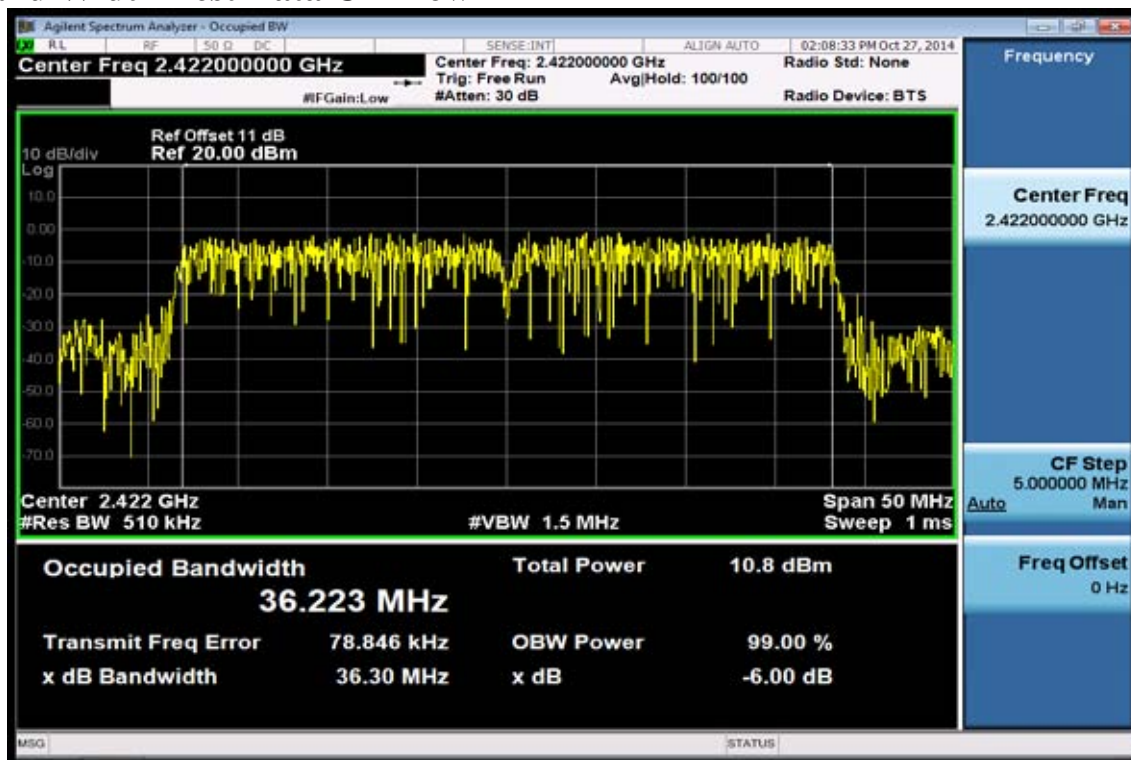 Agilent Spectrum Analyzer - Occupied BW
RL RF 50 Ω DC SENSE:INT ALIGN AUTO 02:08:33 PM Oct 27, 2014
Center Freq 2.422000000 GHz
Center Freq: 2.422000000 GHz
Radio Std: None
Trig: Free Run Avg|Hold: 100/100
#IFGain:Low
#Atten: 30 dB
Radio Device: BTS
Ref Offset 11 dB
10 dB/div Ref 20.00 dBm
Log
10.0
0.00
-10.0
-20.0
-30.0
-40.0
-50.0
-60.0
-70.0
Center 2.422 GHz
Span 50 MHz
#Res BW 510 kHz
#VBW 1.5 MHz
Sweep 1 ms
Occupied Bandwidth
36.223 MHz
Total Power 10.8 dBm
Transmit Freq Error 78.846 kHz
OBW Power 99.00 %
x dB Bandwidth 36.30 MHz
x dB -6.00 dB
Frequency
Center Freq
2.422000000 GHz
CF Step
5.000000 MHz
Auto Man
Freq Offset
0 Hz
MSG
STATUS